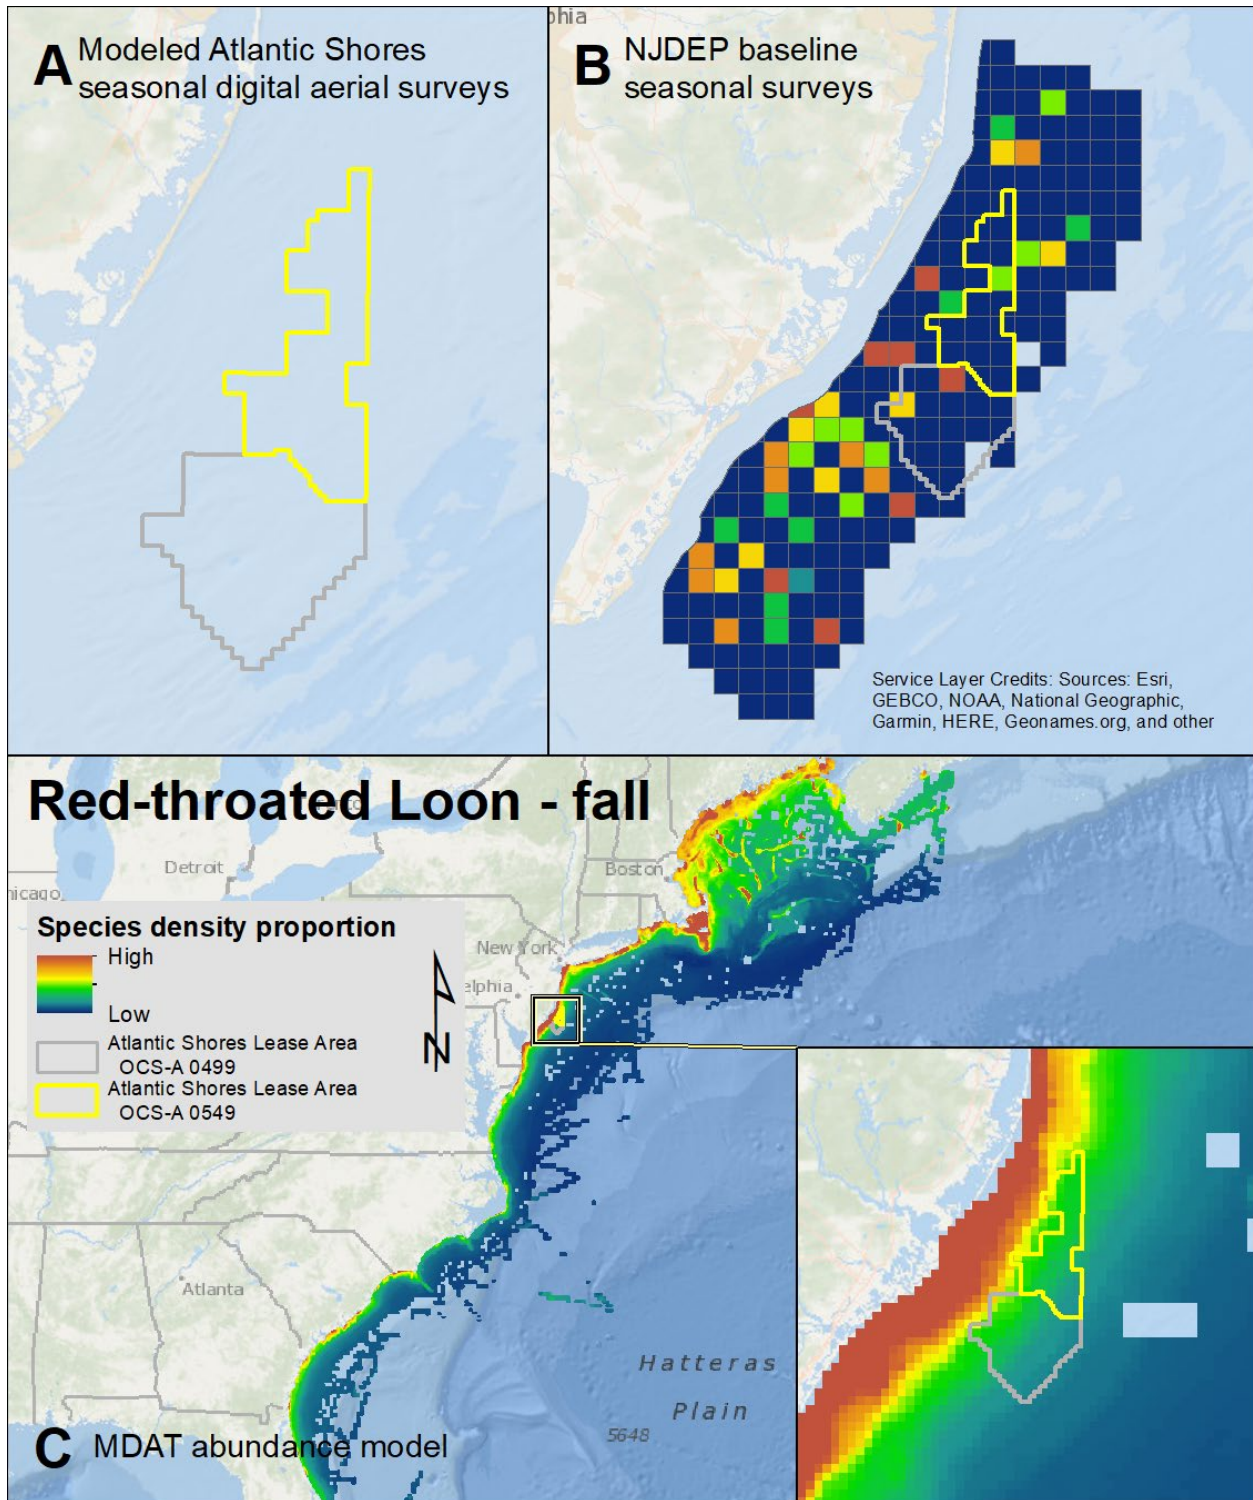 A Modeled Atlantic Shores
seasonal digital aerial surveys
phia
B NJDEP baseline
seasonal surveys
Service Layer Credits: Sources: Esri,
GEBCO, NOAA, National Geographic,
Garmin, HERE, Geonames.org, and other
Red-throated Loon - fall
Detroit
Boston
hicago
Species density proportion
High
Low
Atlantic Shores Lease Area
OCS-A 0499
Atlantic Shores Lease Area
OCS-A 0549
N
New York
elphia
Atlanta
Hatteras
Plain
5648
C MDAT abundance model